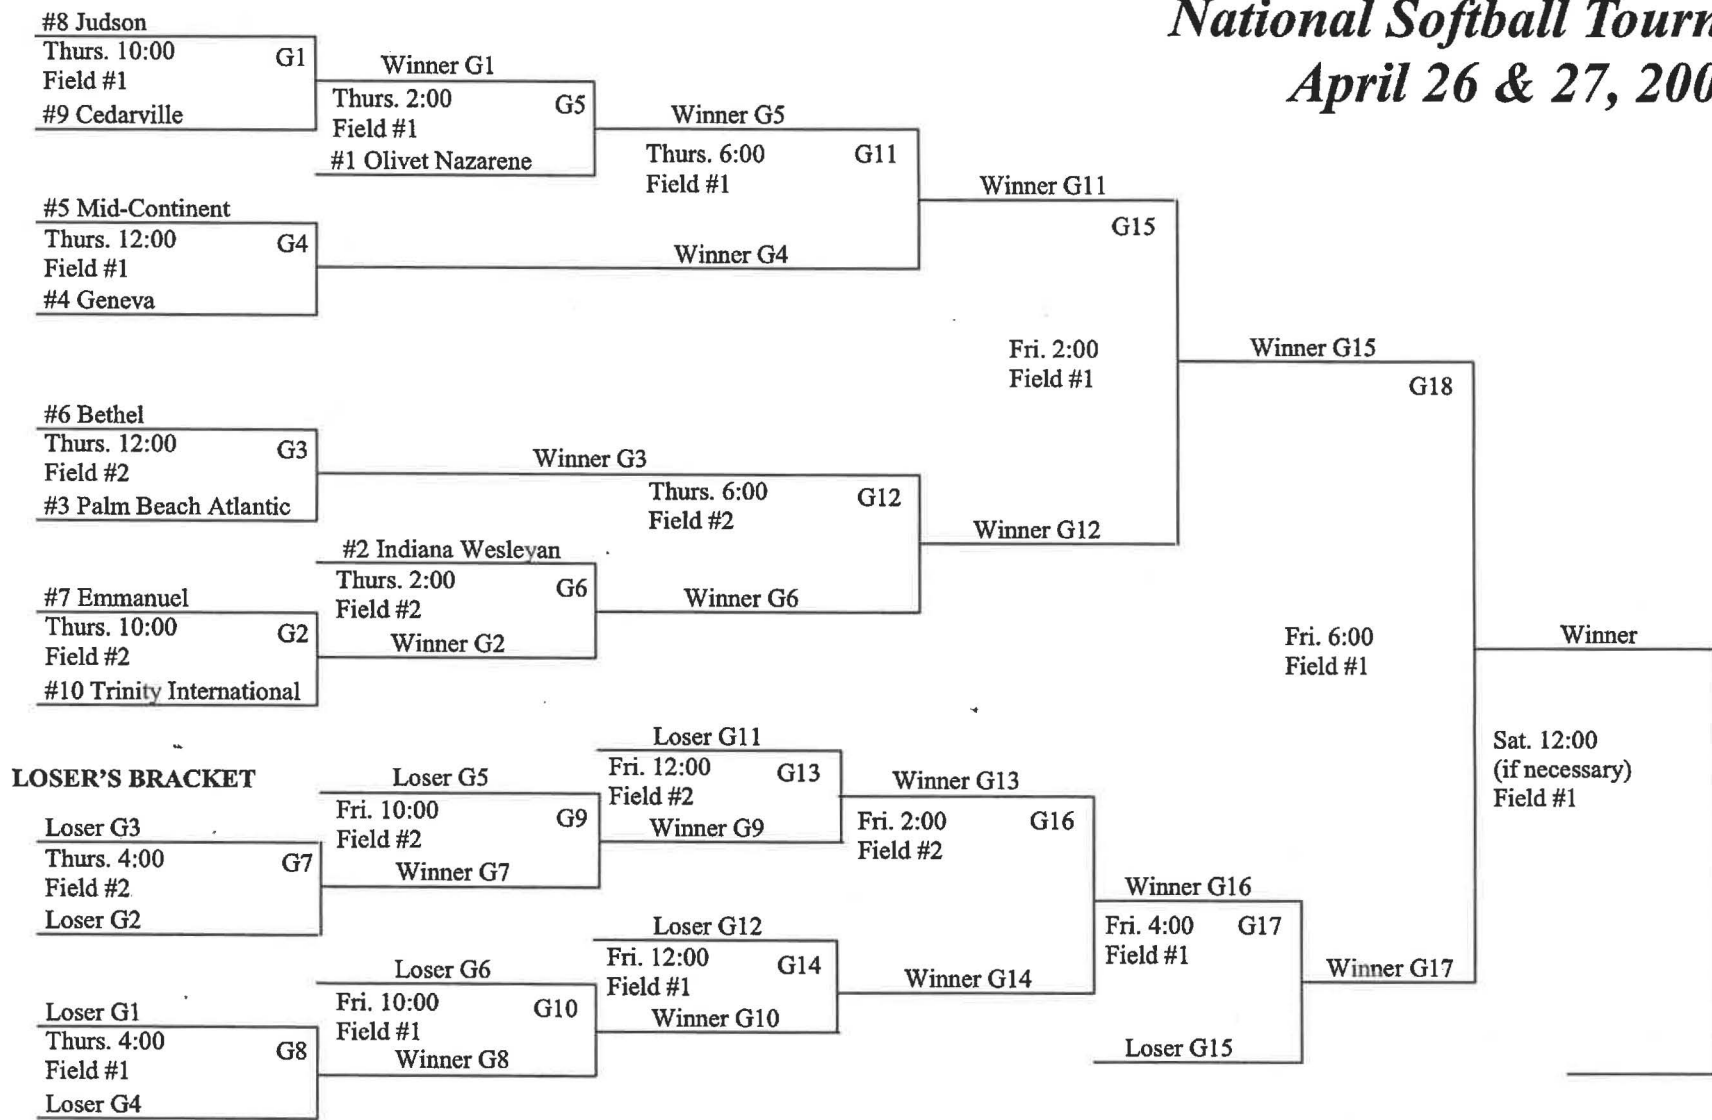 National Softball Tourn
April 26 & 27, 200
#8 Judson
Thurs. 10:00
G1
Field #1
#9 Cedarville
Winner G1
Thurs. 2:00
G5
Field #1
#1 Olivet Nazarene
Winner G5
Thurs. 6:00
G11
Field #1
Winner G4
#5 Mid-Continent
Thurs. 12:00
G4
Field #1
#4 Geneva
Winner G11
G15
Fri. 2:00
Field #1
Winner G12
#6 Bethel
Thurs. 12:00
G3
Field #2
#3 Palm Beach Atlantic
Winner G3
Thurs. 6:00
G12
Field #2
Winner G6
#2 Indiana Wesleyan
Thurs. 2:00
G6
Field #2
Winner G2
#7 Emmanuel
Thurs. 10:00
G2
Field #2
#10 Trinity International
Winner G15
G18
Fri. 6:00
Field #1
Winner G17
Winner
Sat. 12:00
(if necessary)
Field #1
LOSER'S BRACKET
Loser G3
Thurs. 4:00
G7
Field #2
Loser G2
Loser G5
Fri. 10:00
G9
Field #2
Winner G7
Loser G11
Fri. 12:00
G13
Field #2
Winner G9
Winner G13
Fri. 2:00
G16
Field #2
Winner G14
Loser G1
Thurs. 4:00
G8
Field #1
Loser G4
Loser G6
Fri. 10:00
G10
Field #1
Winner G8
Loser G12
Fri. 12:00
G14
Field #1
Winner G10
Winner G16
Fri. 4:00
G17
Field #1
Loser G15